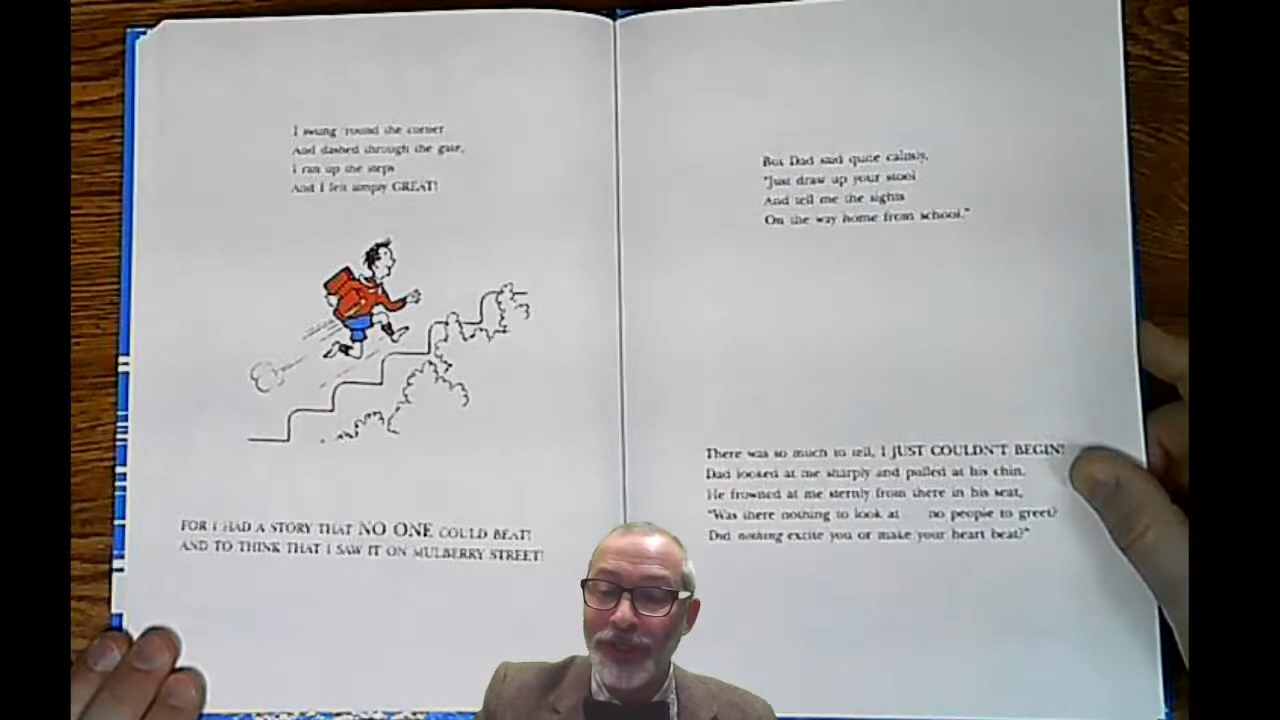 I swung 'round the corner
And dashed through the gate,
I ran up the steps
And I felt simply GREAT!
FOR I HAD A STORY THAT NO ONE COULD BEAT!
AND TO THINK THAT I SAW IT ON MULBERRY STREET!
But Dad said quite calmly,
"Just draw up your stool
And tell me the sights
On the way home from school."
There was so much to tell, I JUST COULDN'T BEGIN!
Dad looked at me sharply and pulled at his chin.
He frowned at me sternly from there in his seat,
"Was there nothing to look at no people to greet?
Did nothing excite you or make your heart beat?"